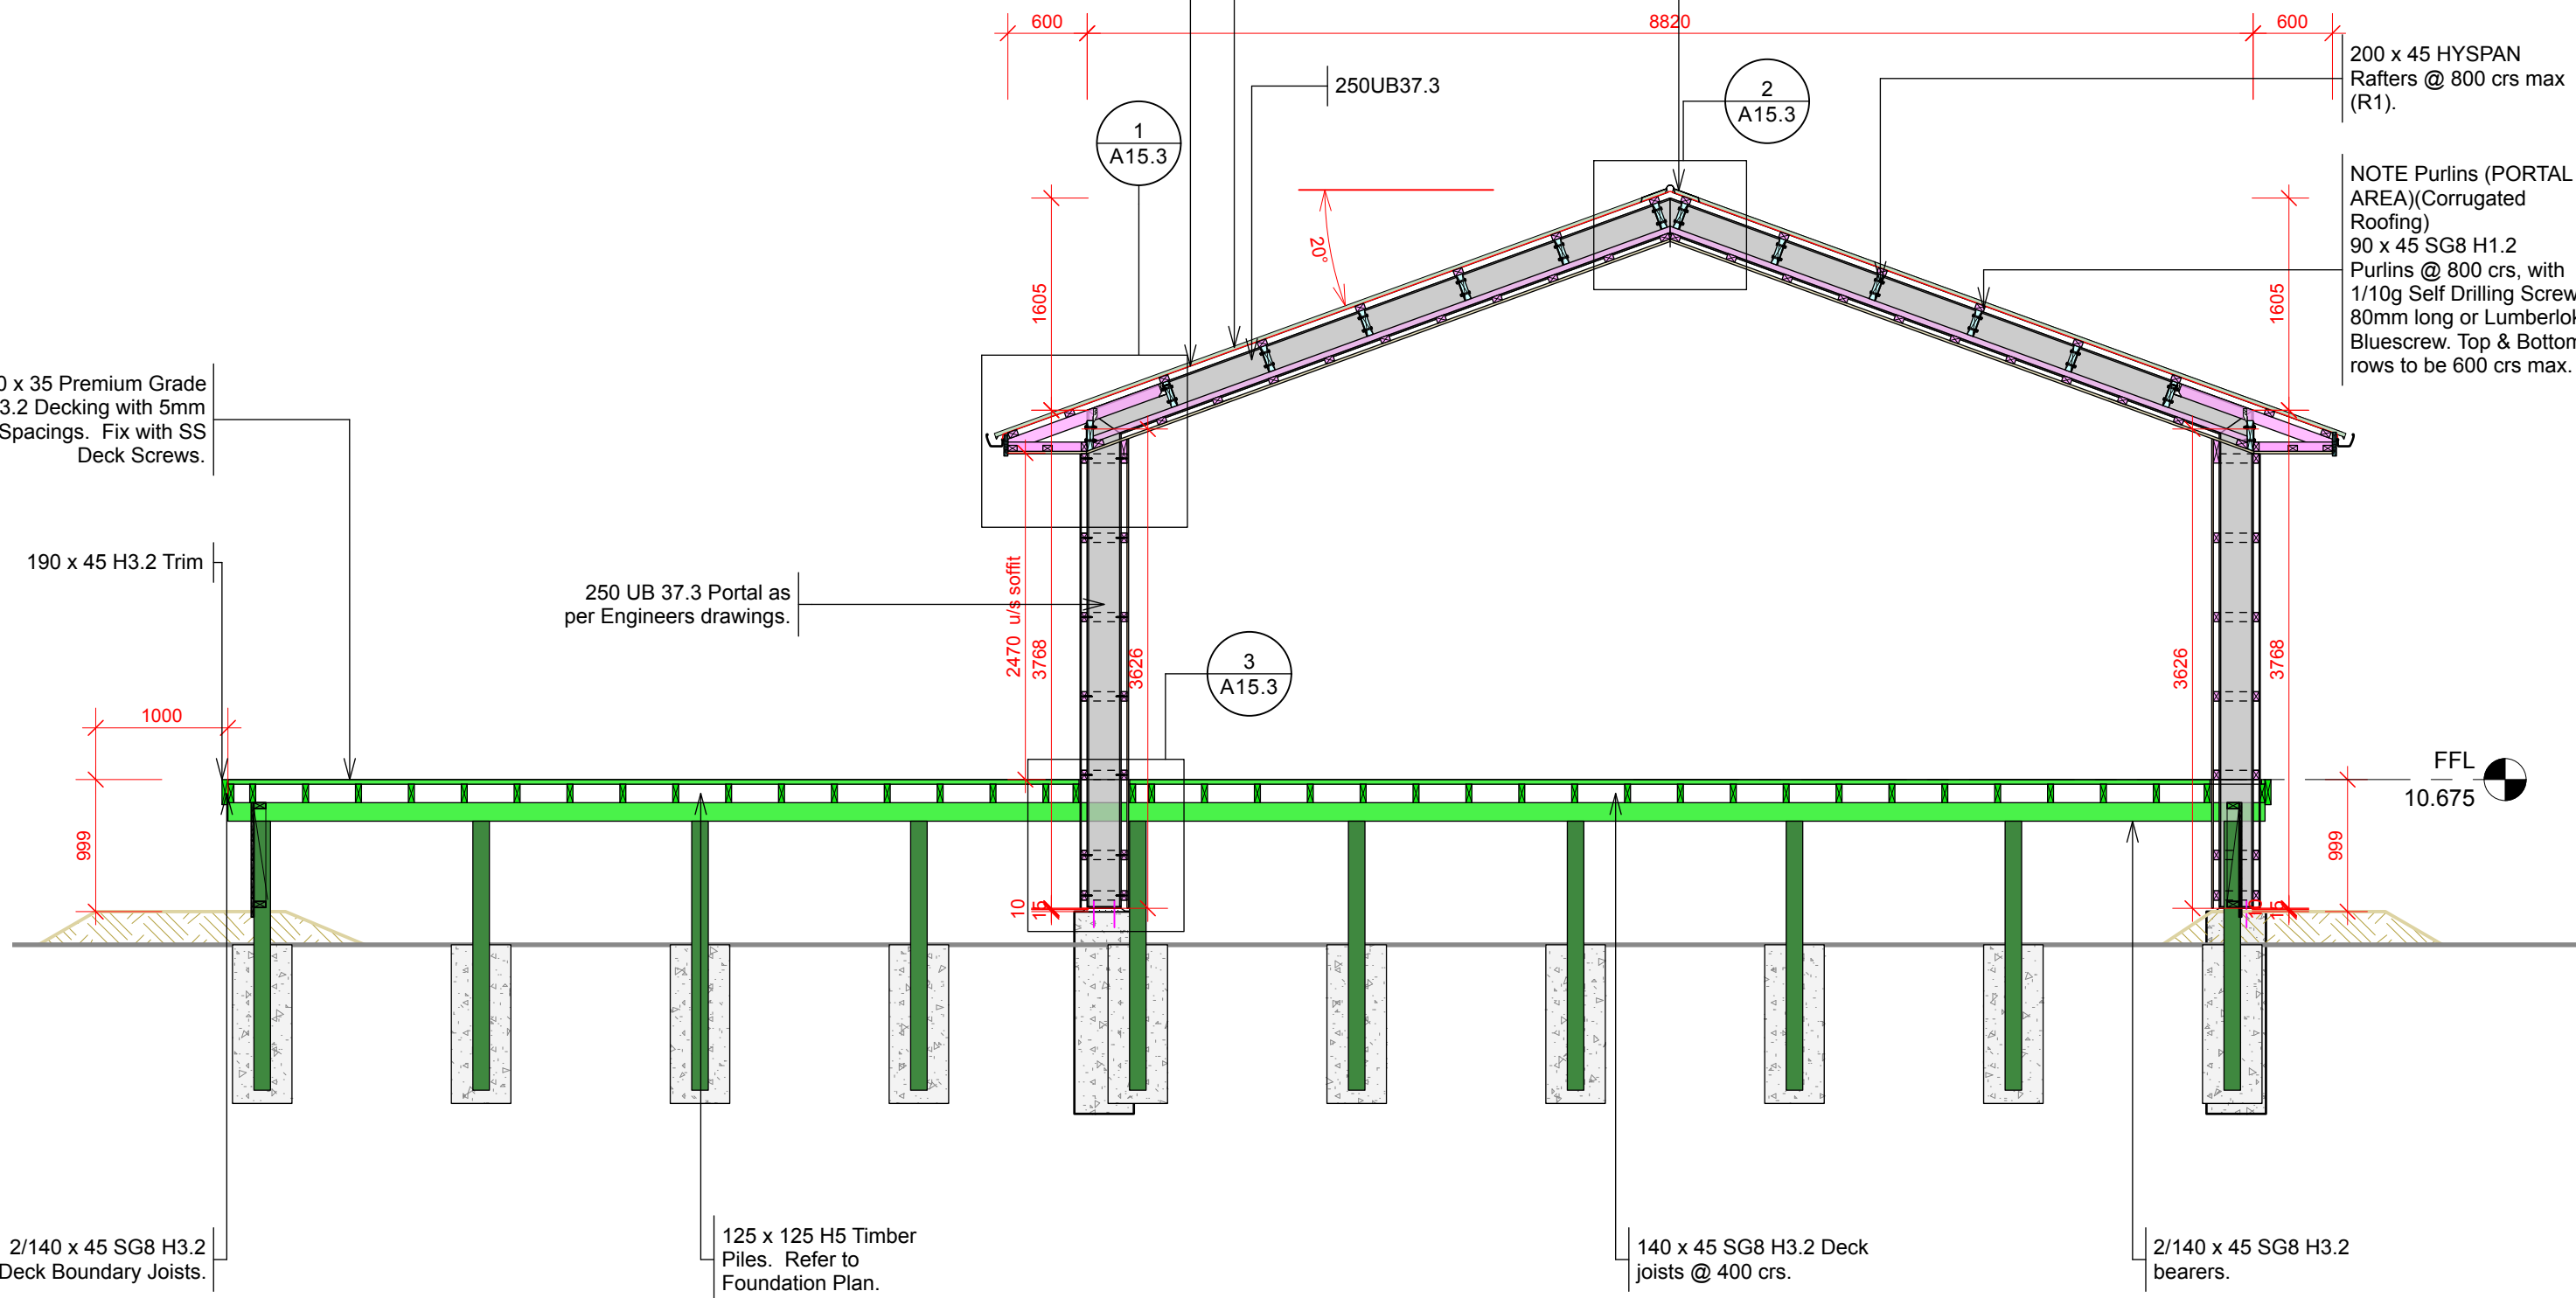 600
8820
600
250UB37.3
1
A15.3
2
A15.3
200 x 45 HYSPAN
Rafters @ 800 crs max
(R1).
NOTE Purlins (PORTAL
AREA)(Corrugated
Roofing)
90 x 45 SG8 H1.2
Purlins @ 800 crs, with
1/10g Self Drilling Screw
80mm long or Lumberlok
Bluescrew. Top & Bottom
rows to be 600 crs max.
20°
1605
1605
x 35 Premium Grade
3.2 Decking with 5mm
Spacings. Fix with SS
Deck Screws.
190 x 45 H3.2 Trim
250 UB 37.3 Portal as
per Engineers drawings.
2470 u/s soffit
3768
3626
3626
3768
3
A15.3
1000
999
FFL
10.675
999
10
15
10
15
2/140 x 45 SG8 H3.2
Deck Boundary Joists.
125 x 125 H5 Timber
Piles. Refer to
Foundation Plan.
140 x 45 SG8 H3.2 Deck
joists @ 400 crs.
2/140 x 45 SG8 H3.2
bearers.